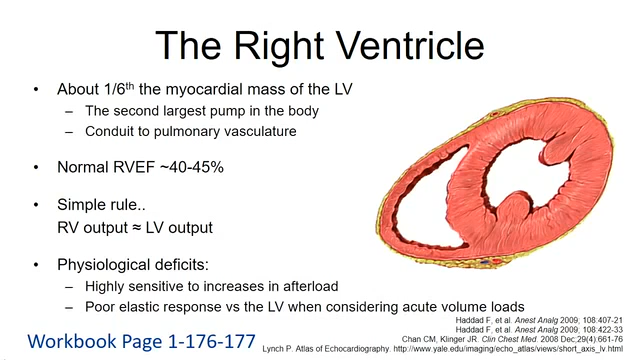 The Right Ventricle
• About 1/6th the myocardial mass of the LV
– The second largest pump in the body
– Conduit to pulmonary vasculature
• Normal RVEF ~40-45%
• Simple rule..
RV output ≈ LV output
• Physiological deficits:
– Highly sensitive to increases in afterload
– Poor elastic response vs the LV when considering acute volume loads
Haddad F, et al. Anest Analg 2009; 108:407-21
Haddad F, et al. Anest Analg 2009; 108:422-33
Chan CM, Klinger JR. Clin Chest Med. 2008 Dec;29(4):661-76
Lynch P. Atlas of Echocardiography. http://www.yale.edu/imaging/echo_atlas/views/short_axis_lv.html
Workbook Page 1-176-177